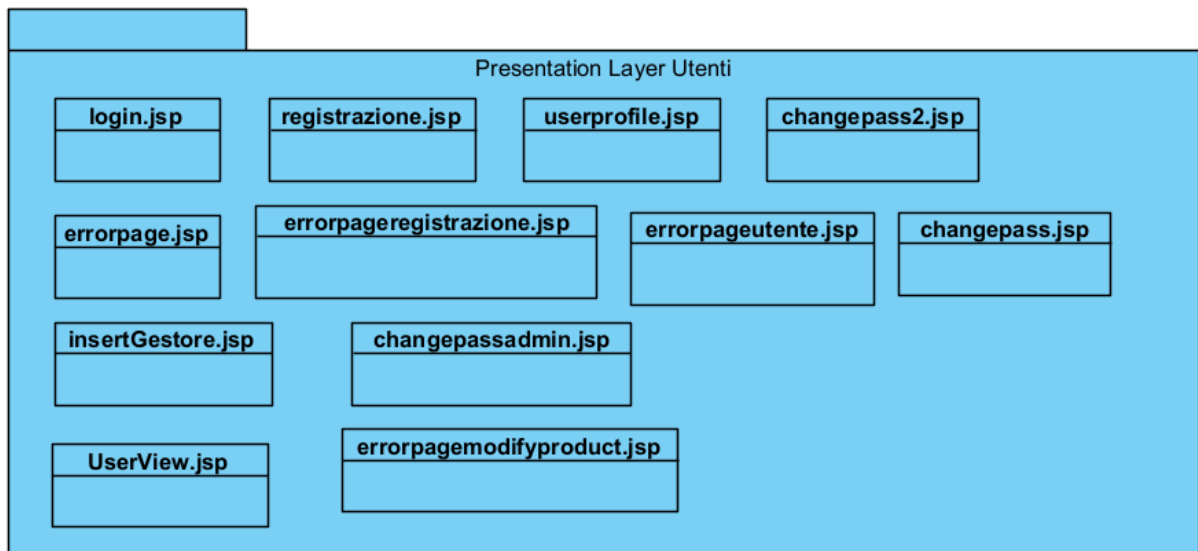 Presentation Layer Utenti
login.jsp
registrazione.jsp
userprofile.jsp
changepass2.jsp
errorpage.jsp
errorpageregistrazione.jsp
errorpageutente.jsp
changepass.jsp
insertGestore.jsp
changepassadmin.jsp
UserView.jsp
errorpagemodifyproduct.jsp